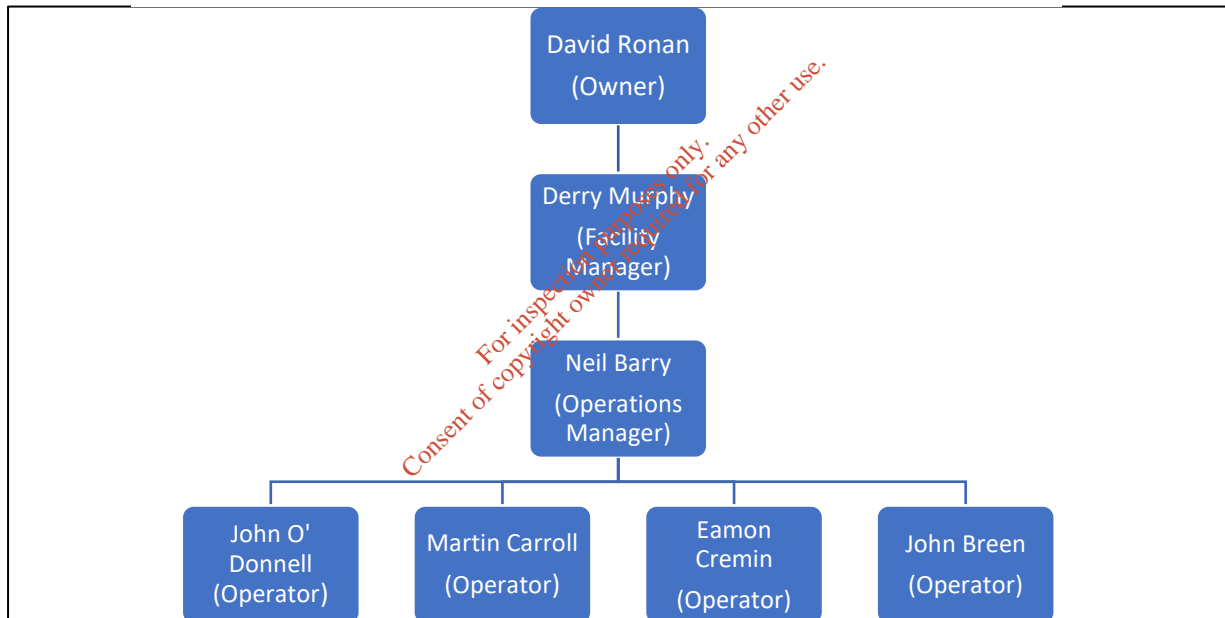 David Ronan
(Owner)
Derry Murphy
(Facility
Manager)
For inspection purposes only.
Consent of copyright owner required for any other use.
Neil Barry
(Operations
Manager)
John O'
Donnell
(Operator)
Martin Carroll
(Operator)
Eamon
Cremin
(Operator)
John Breen
(Operator)